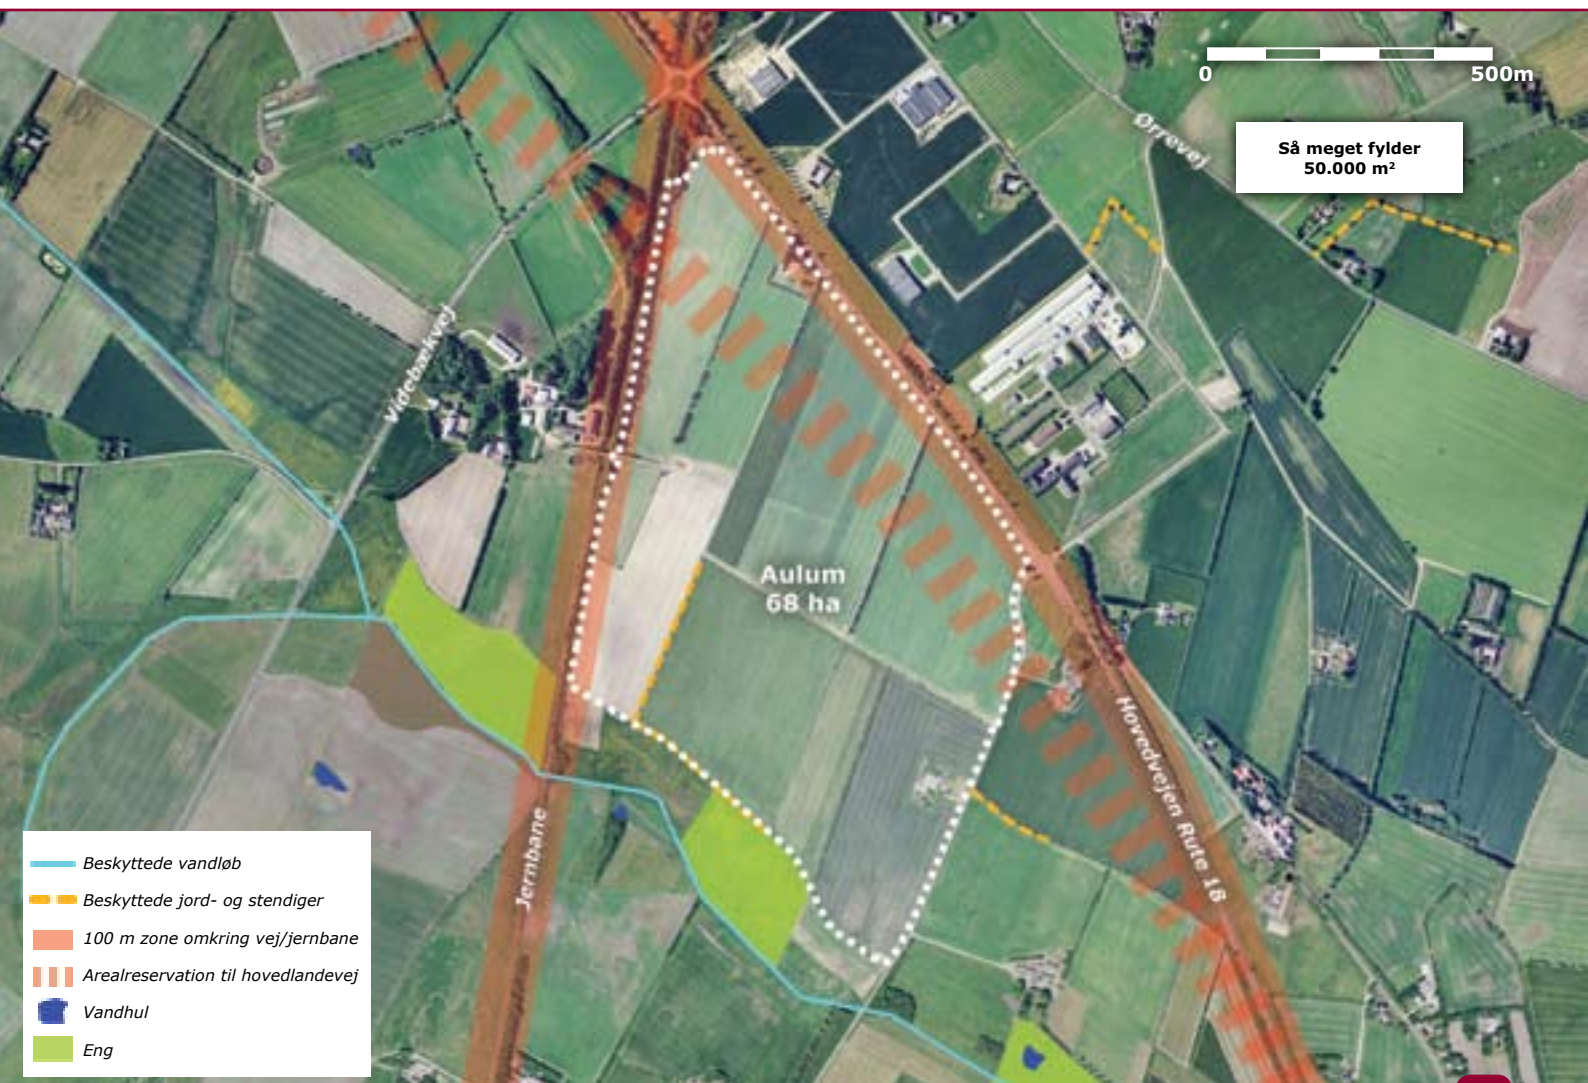 0 500m
Så meget fylder
50.000 m²
Ørrevej
Videbækvej
Aulum
68 ha
Hovedvejen Rute 18
Jernbane
Beskyttede vandløb
Beskyttede jord- og stendiger
100 m zone omkring vej/jernbane
Arealreservation til hovedlandevej
Vandhul
Eng